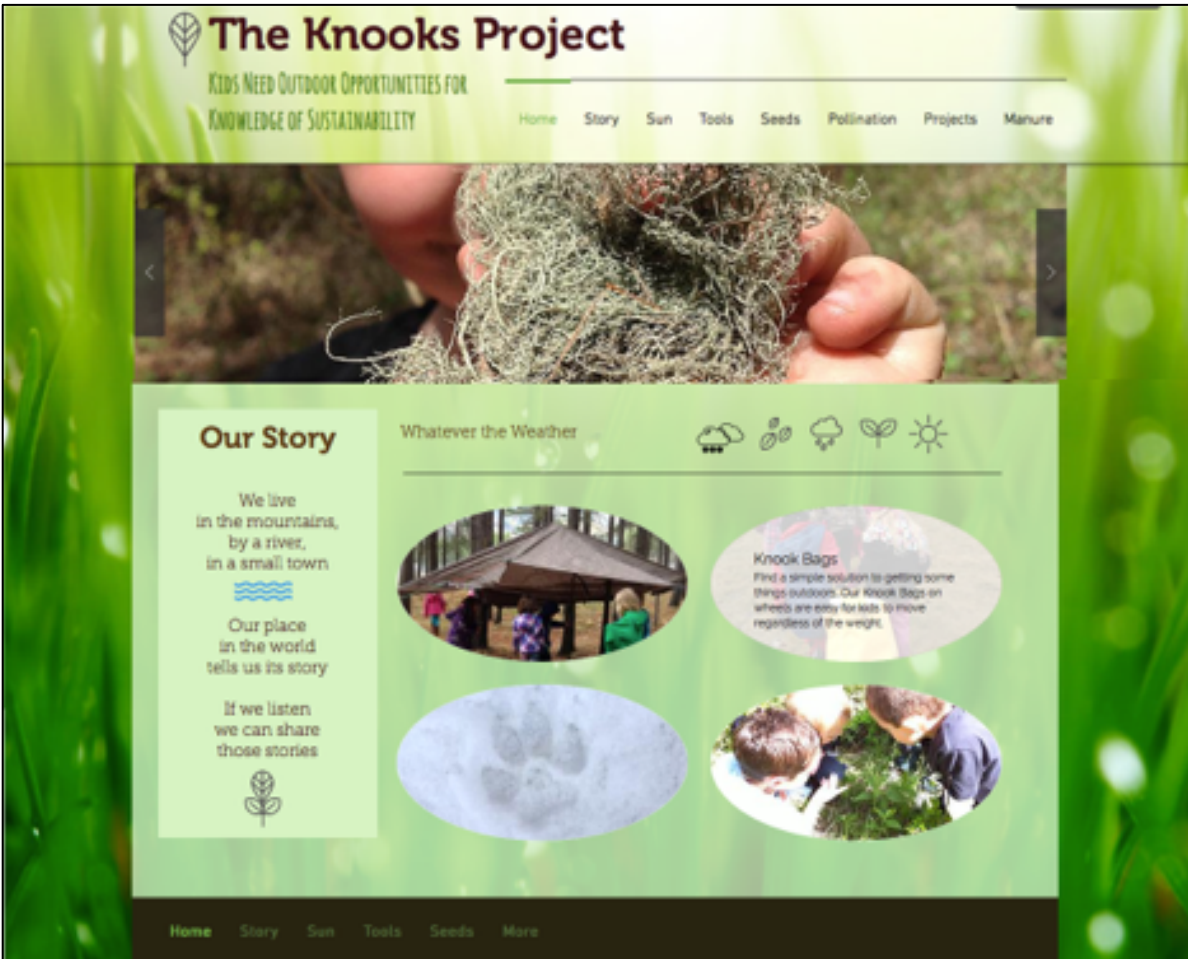 The Knooks Project
Kids Need Outdoor Opportunities for
Knowledge of Sustainability
Home Story Sun Tools Seeds Pollination Projects Manure
Our Story
We live
in the mountains,
by a river,
in a small town
Our place
in the world
tells us its story
If we listen
we can share
those stories
Whatever the Weather
Knook Bags
Find a simple solution to getting some
things outdoors. Our Knook Bags on
wheels are easy for kids to move
regardless of the weight.
Home Story Sun Tools Seeds More